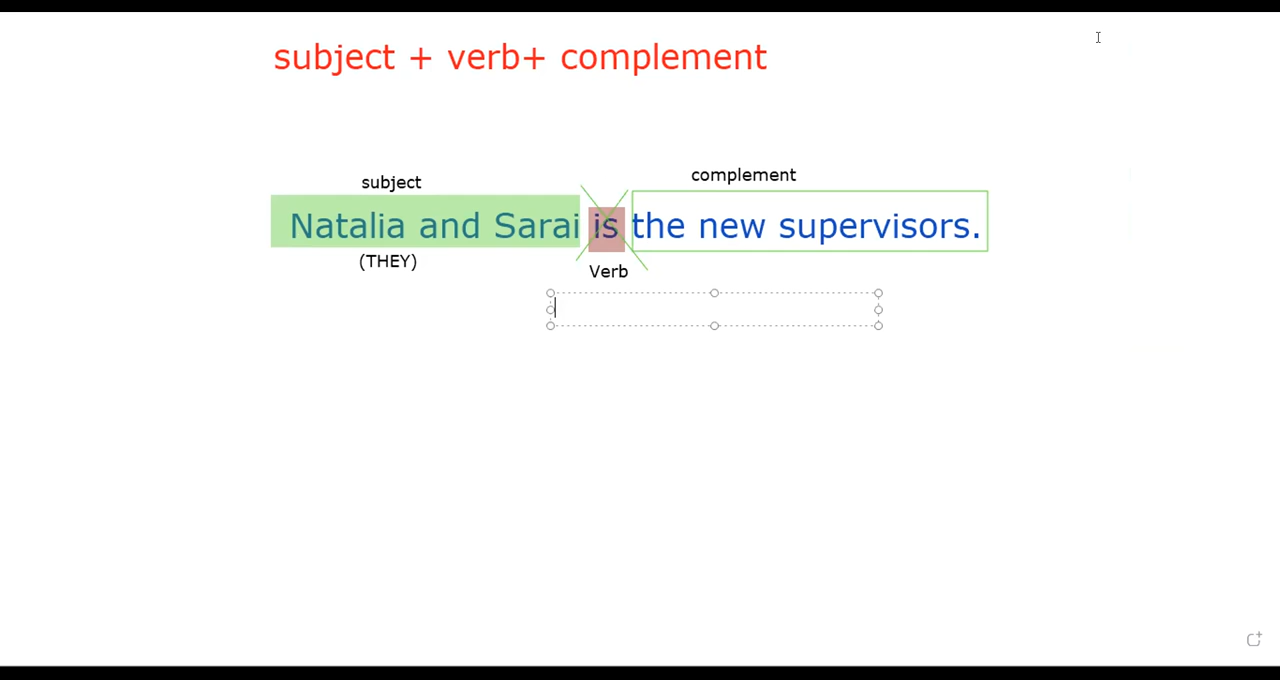 subject + verb+ complement
subject
complement
Natalia and Sarai is the new supervisors.
(THEY)
Verb